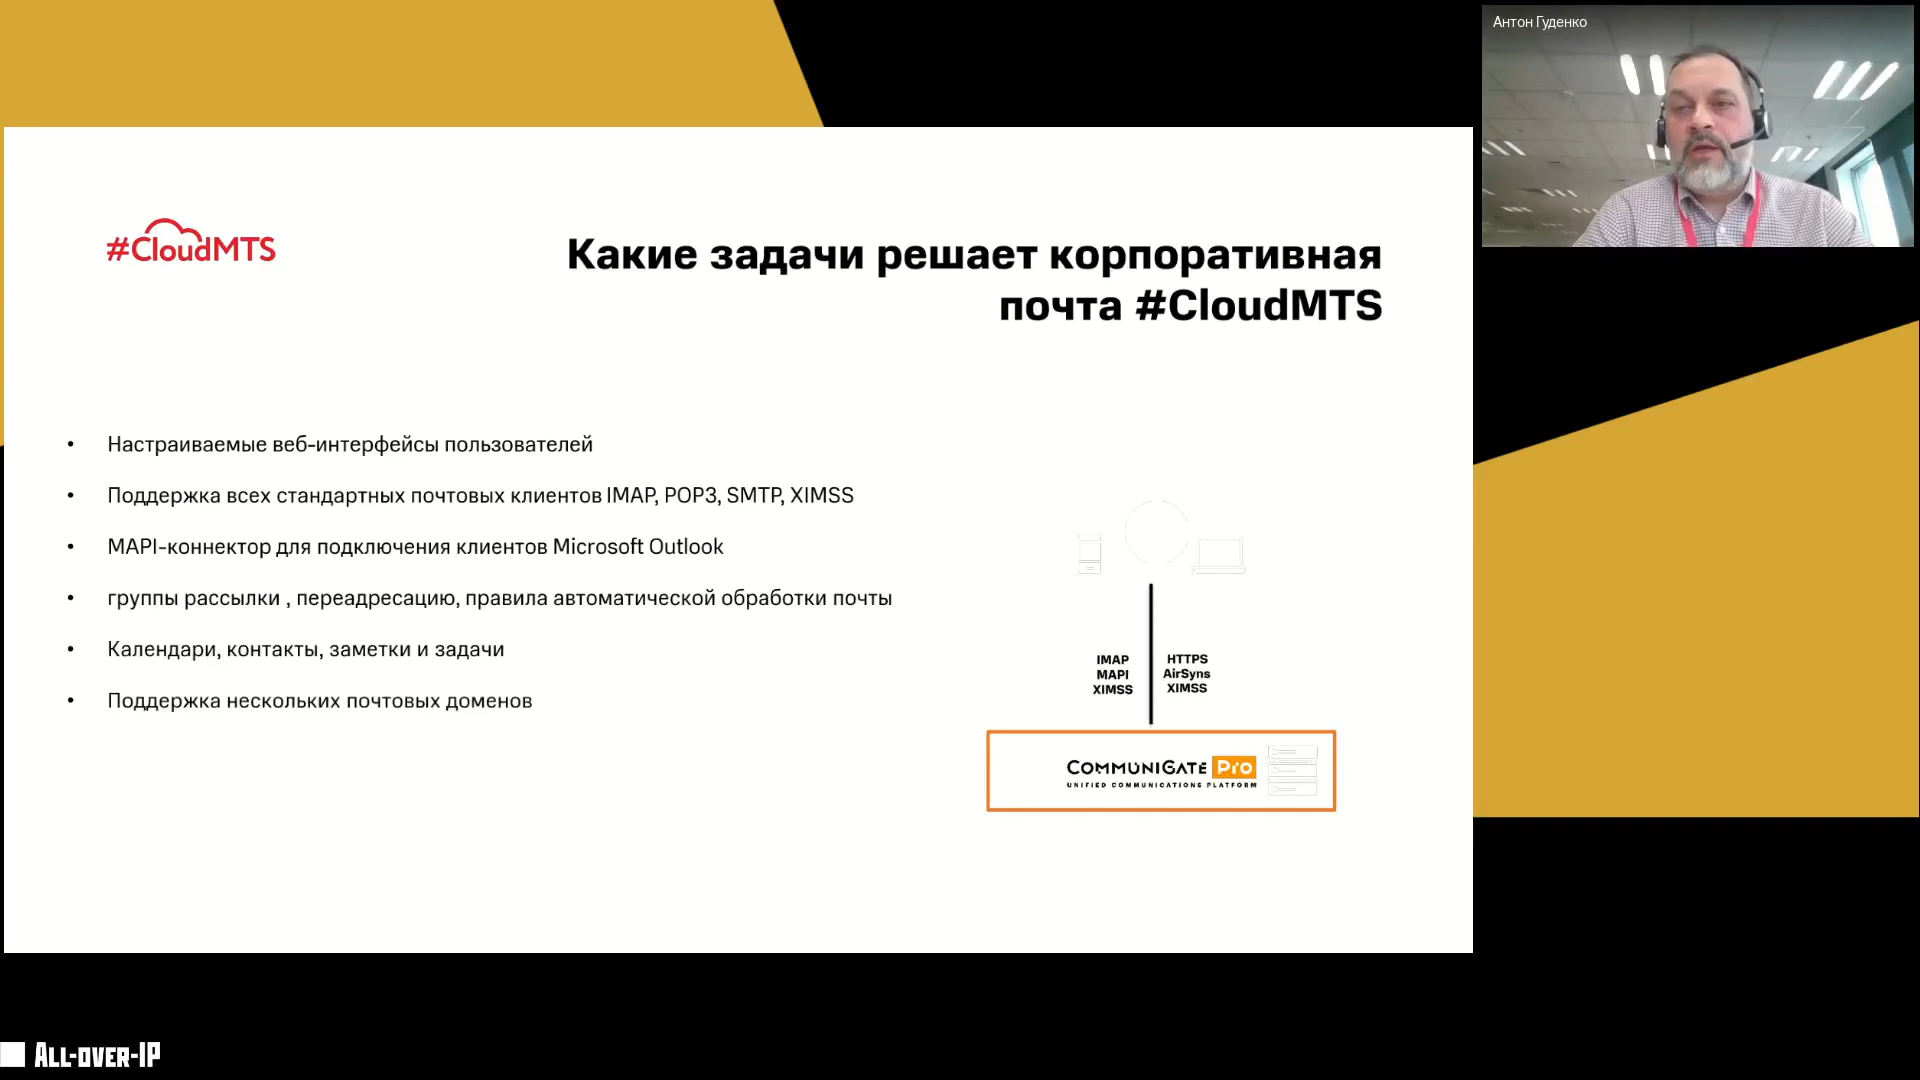 Антон Гуденко
#CloudMTS
Какие задачи решает корпоративная
почта #CloudMTS
• Настраиваемые веб-интерфейсы пользователей
• Поддержка всех стандартных почтовых клиентов IMAP, POP3, SMTP, XIMSS
• MAPI-коннектор для подключения клиентов Microsoft Outlook
• группы рассылки , переадресацию, правила автоматической обработки почты
• Календари, контакты, заметки и задачи
• Поддержка нескольких почтовых доменов
IMAP
MAPI
XIMSS
HTTPS
AirSyns
XIMSS
COMMUNIGATE Pro
UNIFIED COMMUNICATIONS PLATFORM
ALL-OVER-IP